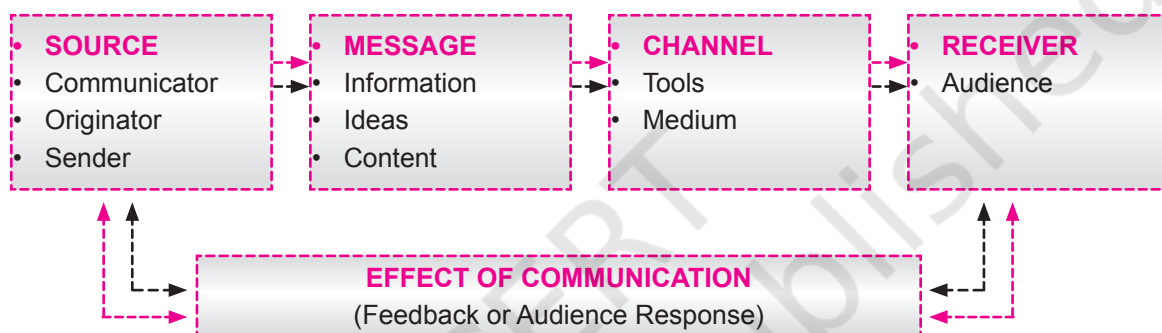 • SOURCE
• Communicator
• Originator
• Sender
• MESSAGE
• Information
• Ideas
• Content
• CHANNEL
• Tools
• Medium
• RECEIVER
• Audience
EFFECT OF COMMUNICATION
(Feedback or Audience Response)